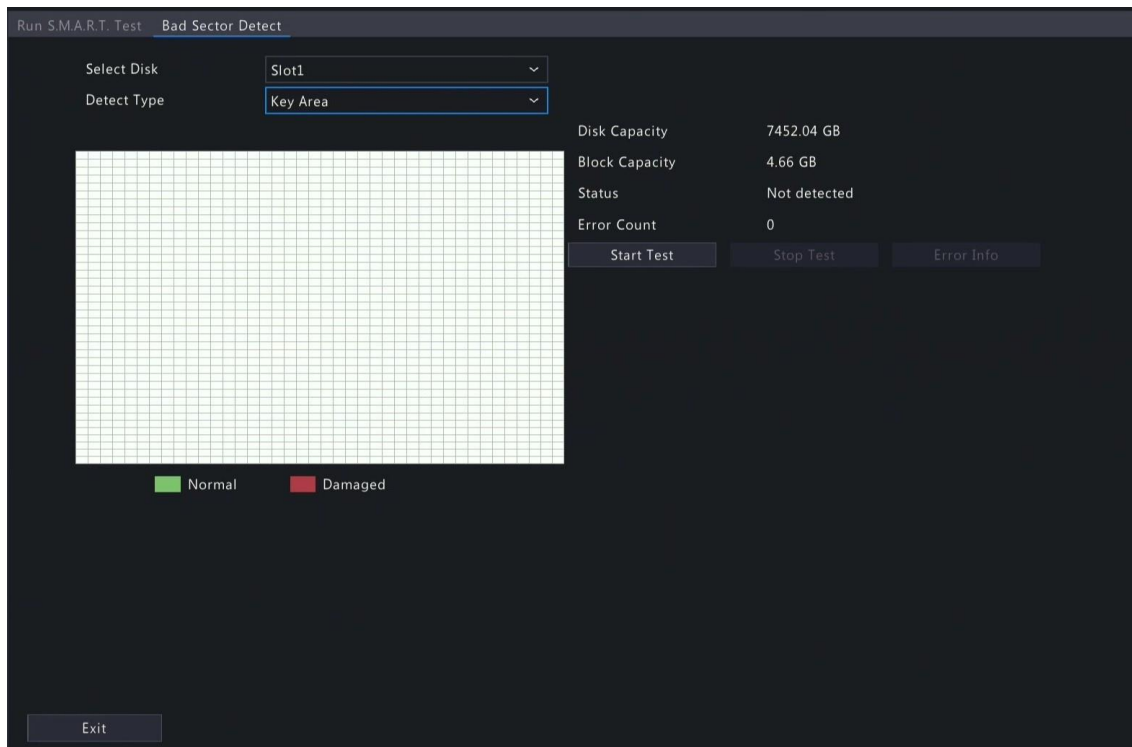 Run S.M.A.R.T. Test Bad Sector Detect
Select Disk Slot1
Detect Type Key Area
Disk Capacity 7452.04 GB
Block Capacity 4.66 GB
Status Not detected
Error Count 0
Start Test Stop Test Error Info
Normal Damaged
Exit